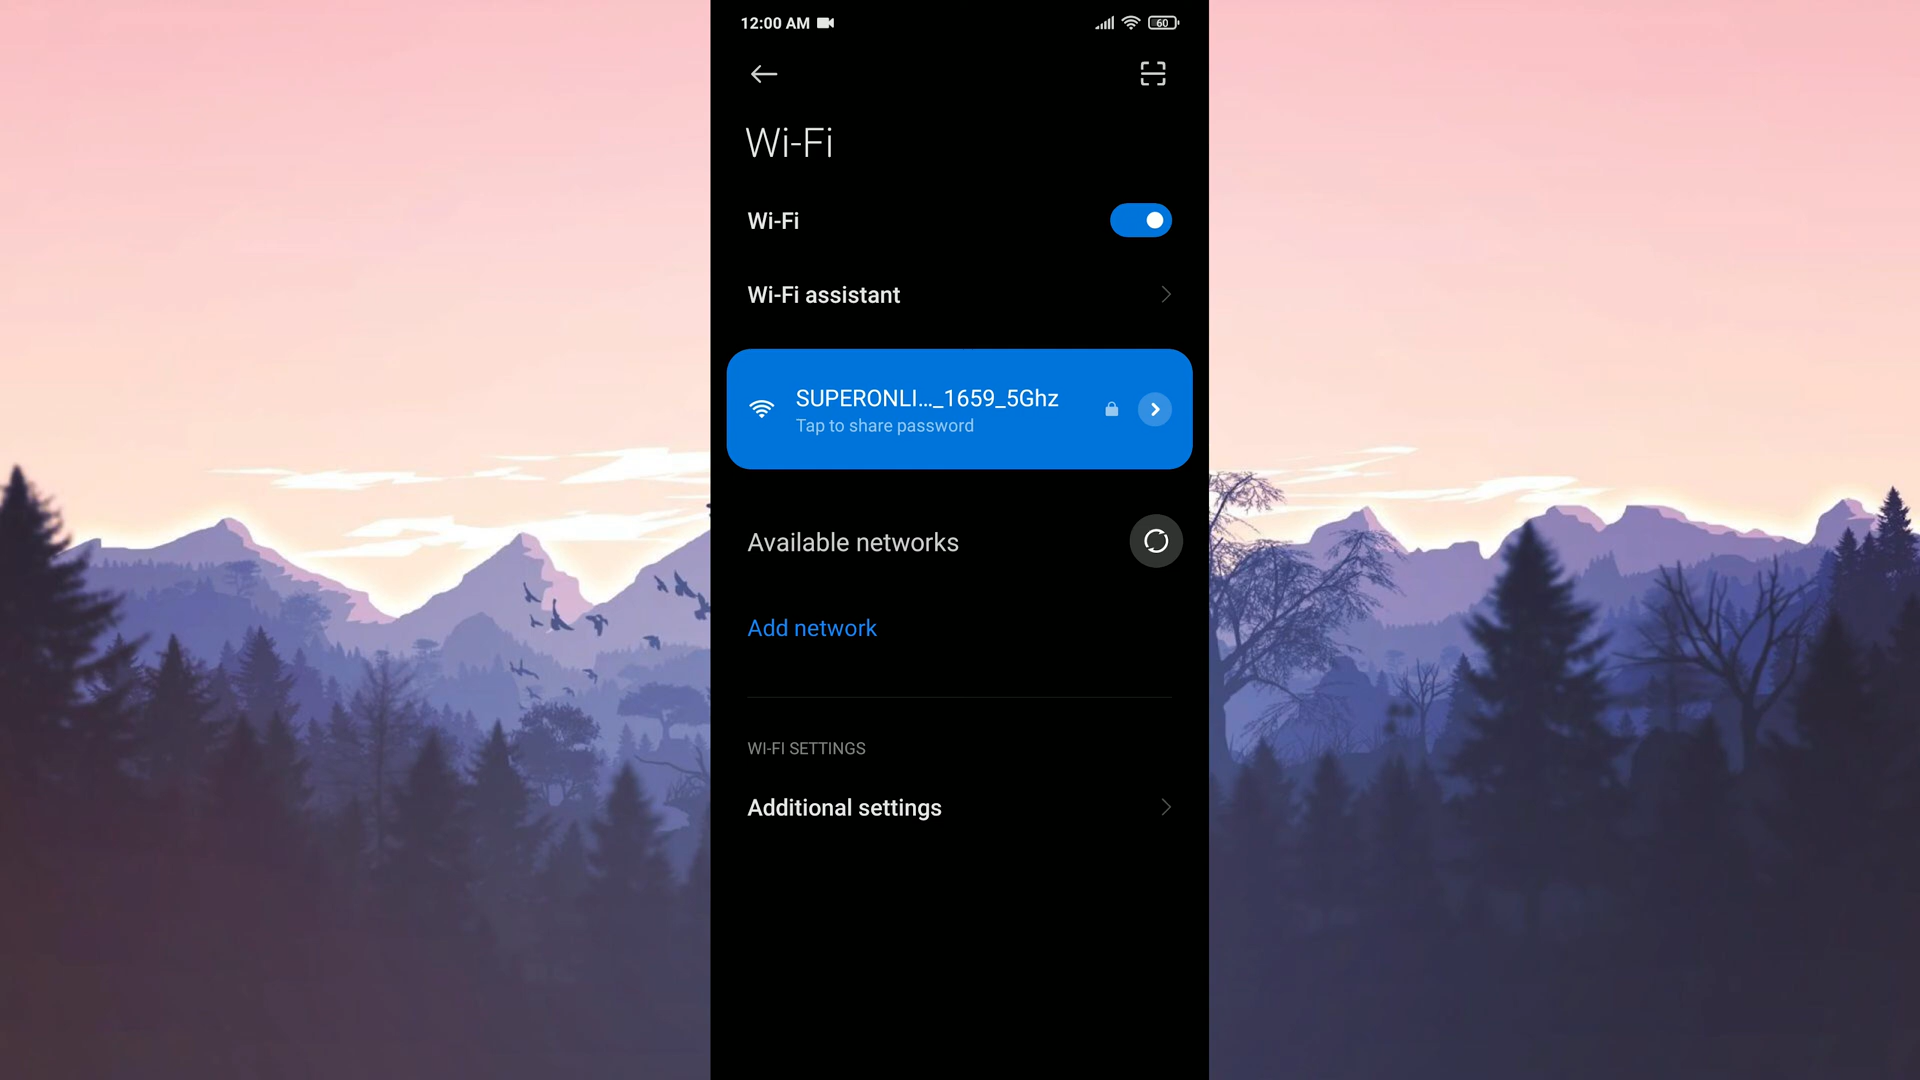 12:00 AM
60
Wi-Fi
Wi-Fi
Wi-Fi assistant
SUPERONLI..._1659_5Ghz
Tap to share password
Available networks
Add network
WI-FI SETTINGS
Additional settings